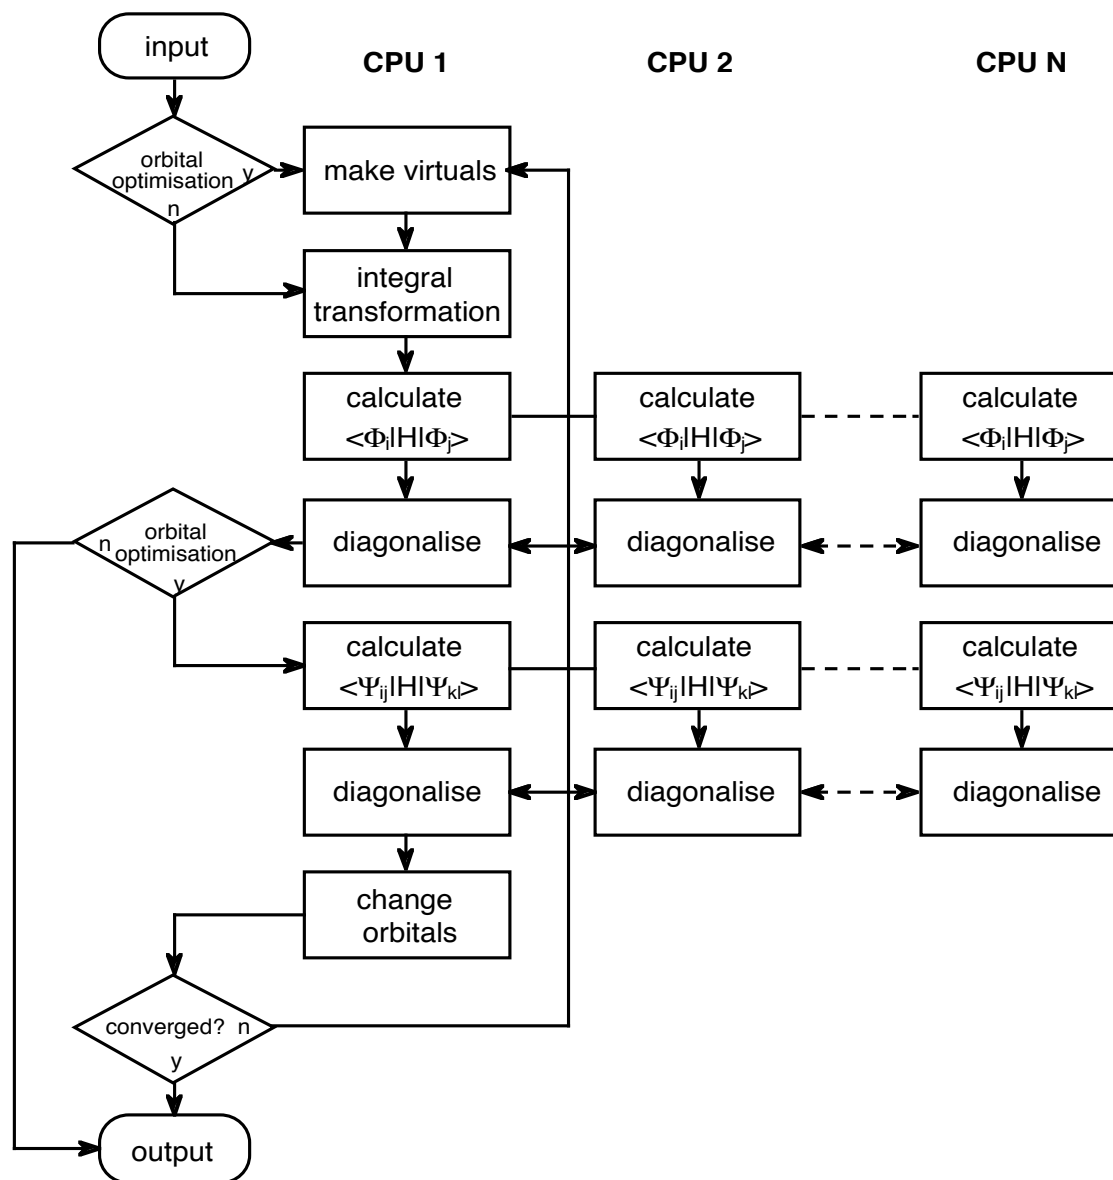 input
CPU 1
CPU 2
CPU N
orbital
optimisation y
n
make virtuals
integral
transformation
calculate
<Φi|H|Φj>
calculate
<Φi|H|Φj>
calculate
<Φi|H|Φj>
orbital
n optimisation
y
diagonalise
diagonalise
diagonalise
calculate
<Ψij|H|Ψkl>
calculate
<Ψij|H|Ψkl>
calculate
<Ψij|H|Ψkl>
diagonalise
diagonalise
diagonalise
change
orbitals
converged? n
y
output